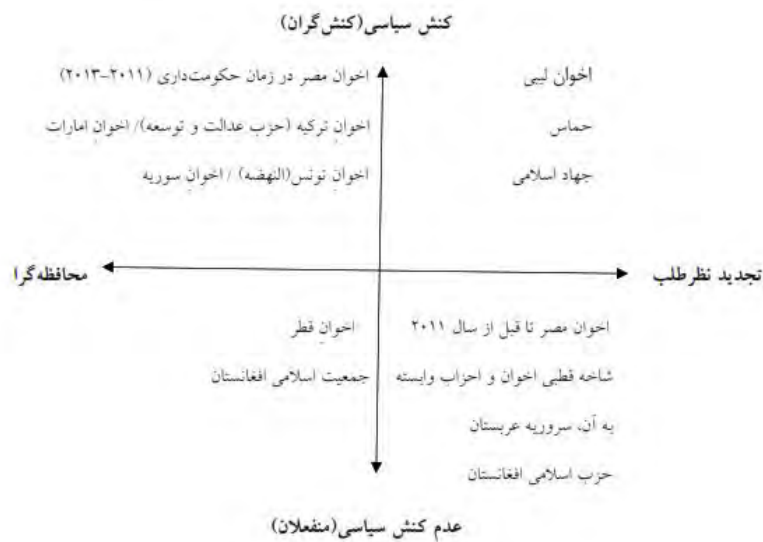 کنش سیاسی(کنش‌گران)
اخوان لیبی
اخوان مصر در زمان حکومت‌داری (۲۰۱۱-۲۰۱۳)
حماس
اخوانِ ترکیه (حزب عدالت و توسعه)/ اخوانِ امارات
جهاد اسلامی
اخوانِ تونس(النهضه) / اخوانِ سوریه
تجدید نظرطلب
محافظه‌گرا
اخوان مصر تا قبل از سال ۲۰۱۱
اخوانِ قطر
شاخه قطبی اخوان و احزاب وابسته
جمعیت اسلامی افغانستان
به آن، سروریه عربستان
حزب اسلامی افغانستان
عدم کنش سیاسی(منفعلان)